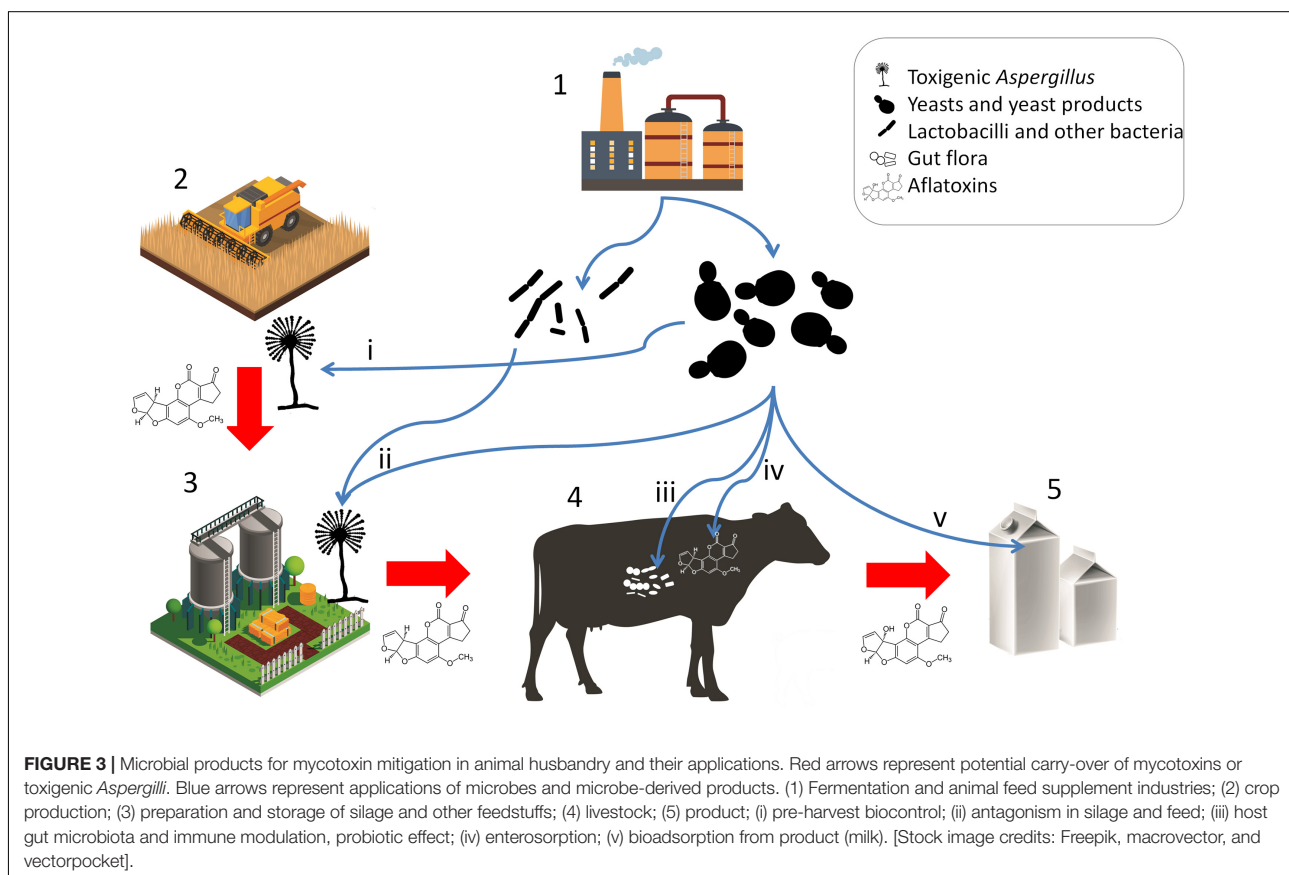 1
Toxigenic Aspergillus
Yeasts and yeast products
Lactobacilli and other bacteria
Gut flora
Aflatoxins
2
i
ii
iii
iv
v
3
4
5
O
O
O
H
O
H
O
O
CH₃
O
O
O
H
O
H
O
O
CH₃
O
O
O
H
O
H
O
O
CH₃
O
O
O
OH
O
H
O
O
CH₃
FIGURE 3 | Microbial products for mycotoxin mitigation in animal husbandry and their applications. Red arrows represent potential carry-over of mycotoxins or
toxigenic Aspergilli. Blue arrows represent applications of microbes and microbe-derived products. (1) Fermentation and animal feed supplement industries; (2) crop
production; (3) preparation and storage of silage and other feedstuffs; (4) livestock; (5) product; (i) pre-harvest biocontrol; (ii) antagonism in silage and feed; (iii) host
gut microbiota and immune modulation, probiotic effect; (iv) enterosorption; (v) bioadsorption from product (milk). [Stock image credits: Freepik, macrovector, and
vectorpocket].